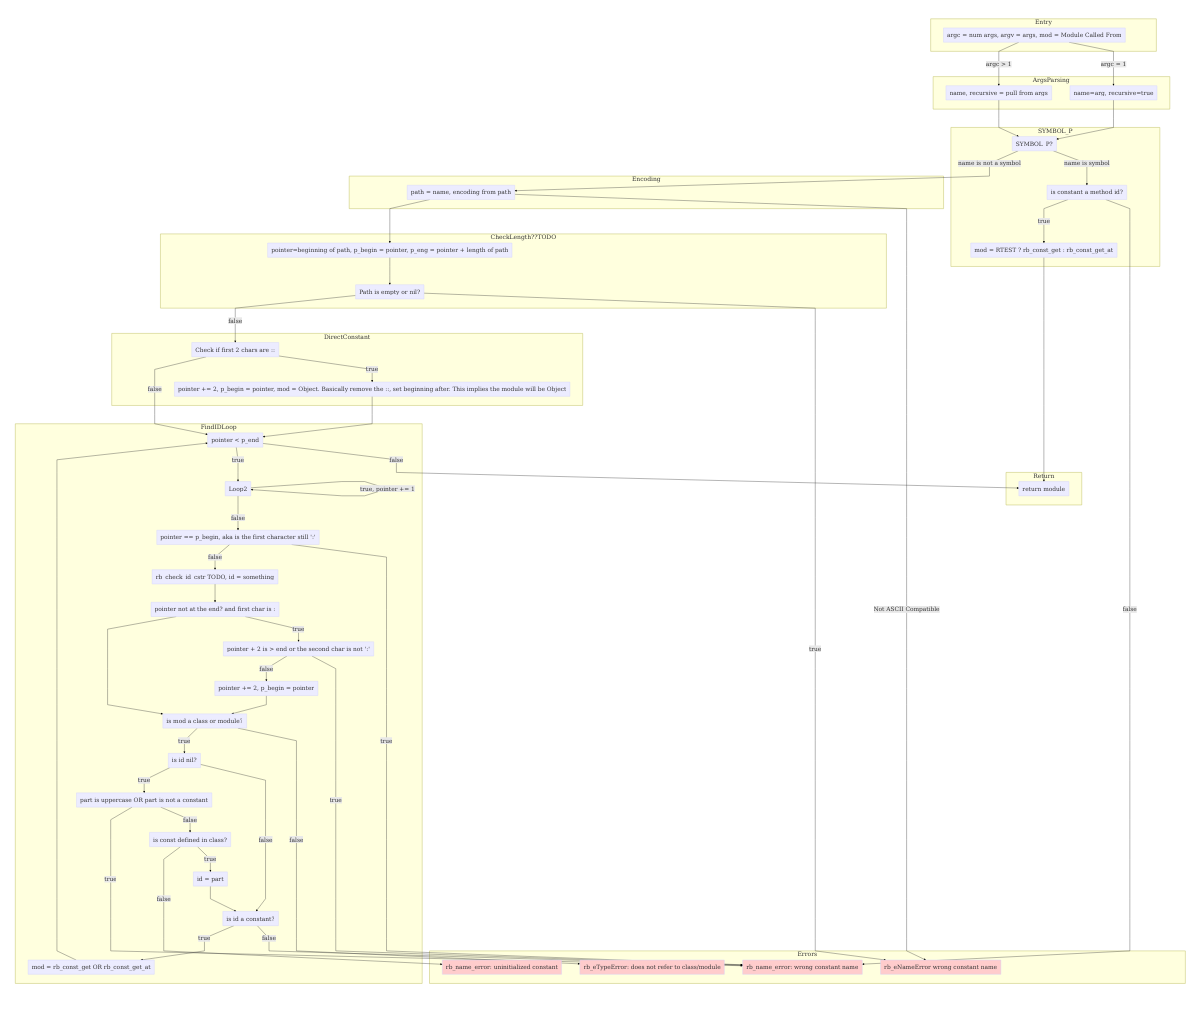 Entry
argc = num args, argv = args, mod = Module Called From
argc > 1
argc = 1
ArgsParsing
name, recursive = pull from args
name=arg, recursive=true
SYMBOL_P
SYMBOL_P?
name is not a symbol
name is symbol
Encoding
path = name, encoding from path
is constant a method id?
true
CheckLength??TODO
pointer=beginning of path, p_begin = pointer, p_eng = pointer + length of path
mod = RTEST ? rb_const_get : rb_const_get_at
Path is empty or nil?
false
DirectConstant
Check if first 2 chars are ::
true
false
pointer += 2, p_begin = pointer, mod = Object. Basically remove the ::, set beginning after. This implies the module will be Object
FindIDLoop
pointer < p_end
true
false
Return
Loop2
true, pointer += 1
return module
false
pointer == p_begin, aka is the first character still ':'
false
rb_check_id_cstr TODO, id = something
pointer not at the end? and first char is :
Not ASCII Compatible
false
true
pointer + 2 is > end or the second char is not ':'
true
false
pointer += 2, p_begin = pointer
is mod a class or module\
true
true
is id nil?
true
part is uppercase OR part is not a constant
true
false
is const defined in class?
false
false
true
id = part
true
false
is id a constant?
true
false
Errors
mod = rb_const_get OR rb_const_get_at
rb_name_error: uninitialized constant
rb_eTypeError: does not refer to class/module
rb_name_error: wrong constant name
rb_eNameError wrong constant name